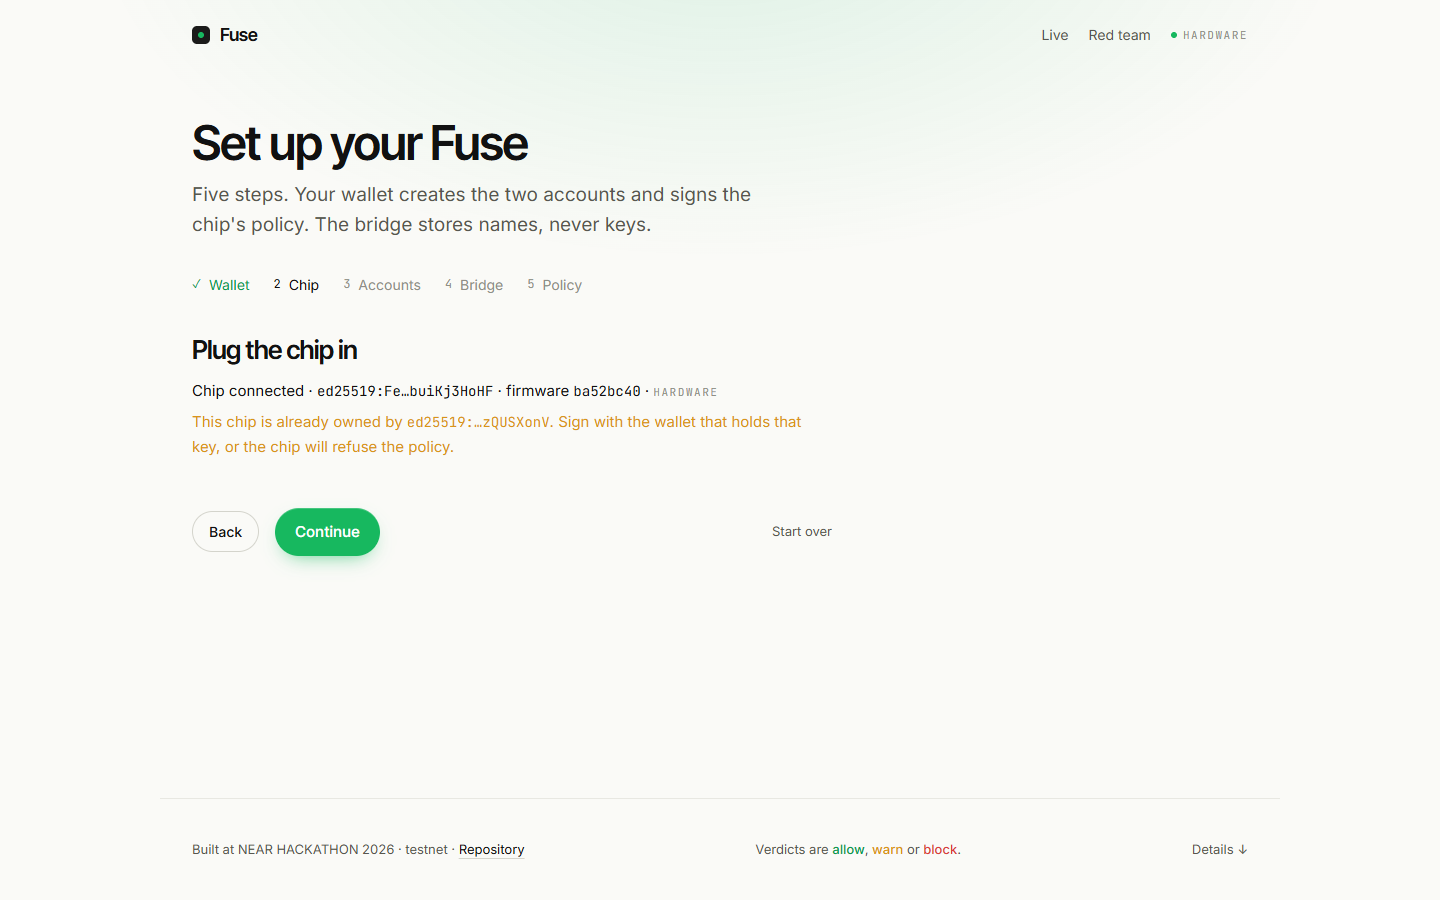 Fuse
Live
Red team
HARDWARE
Set up your Fuse
Five steps. Your wallet creates the two accounts and signs the
chip's policy. The bridge stores names, never keys.
✓ Wallet
2 Chip
3 Accounts
4 Bridge
5 Policy
Plug the chip in
Chip connected · ed25519:Fe…buiKj3HoHF · firmware ba52bc40 · HARDWARE
This chip is already owned by ed25519:…zQUSXonV. Sign with the wallet that holds that
key, or the chip will refuse the policy.
Back
Continue
Start over
Built at NEAR HACKATHON 2026 · testnet · Repository
Verdicts are allow, warn or block.
Details ↓